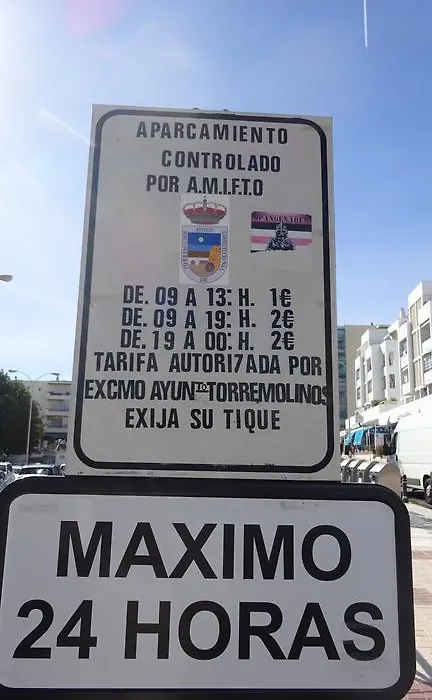 APARCAMIENTO
CONTROLADO
POR A.M.I.F.T.O
DE. 09 A 13: H. 1€
DE. 09 A 19: H. 2€
DE. 19 A 00: H. 2€
TARIFA AUTORI7ADA POR
EXCMO AYUNTO TORREMOLINOS
EXIJA SU TIQUE
MAXIMO
24 HORAS